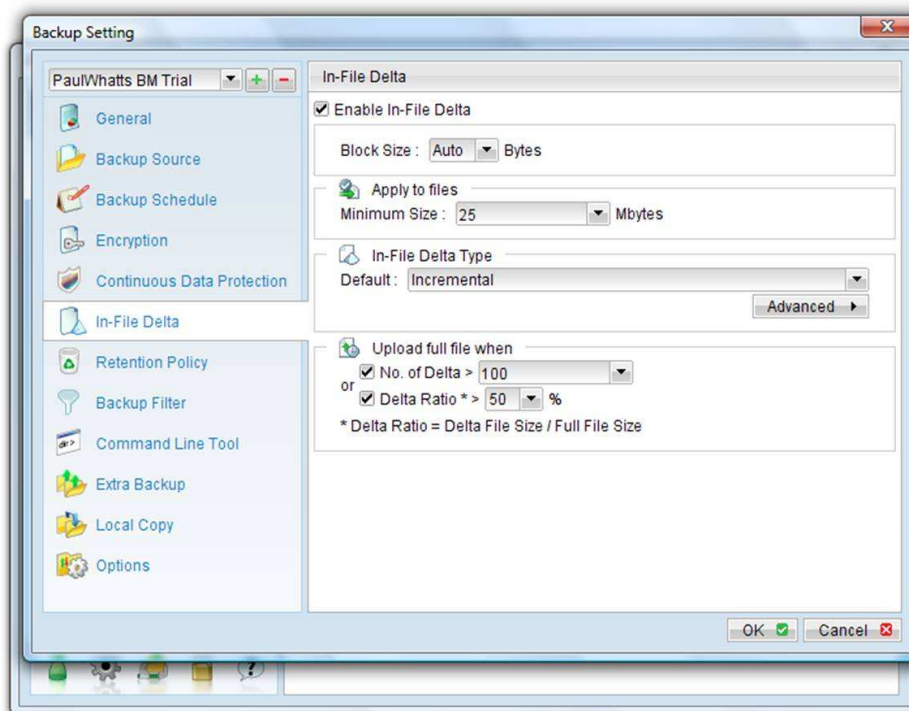 Backup Setting
PaulWhatts BM Trial
General
Backup Source
Backup Schedule
Encryption
Continuous Data Protection
In-File Delta
Retention Policy
Backup Filter
Command Line Tool
Extra Backup
Local Copy
Options
In-File Delta
Enable In-File Delta
Block Size : Auto Bytes
Apply to files
Minimum Size : 25 Mbytes
In-File Delta Type
Default : Incremental
Advanced
Upload full file when
No. of Delta > 100
or
Delta Ratio * > 50 %
* Delta Ratio = Delta File Size / Full File Size
OK Cancel